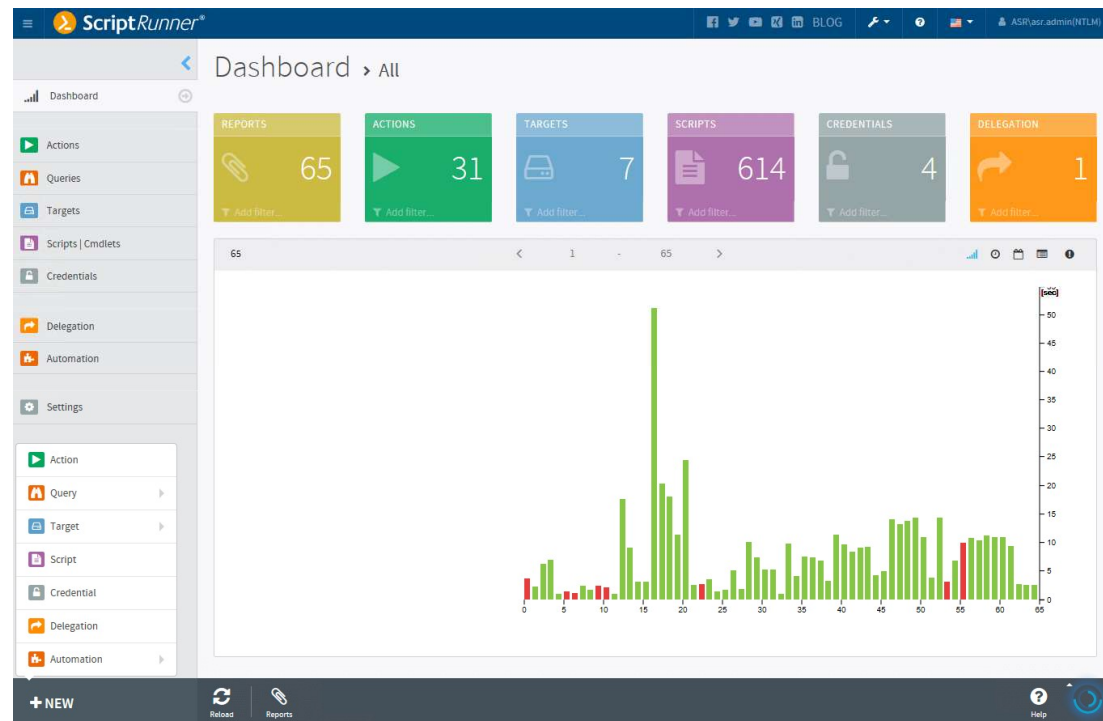 ScriptRunner®
BLOG
ASR\asr.admin(NTLM)
Dashboard
Actions
Queries
Targets
Scripts | Cmdlets
Credentials
Delegation
Automation
Settings
Action
Query
Target
Script
Credential
Delegation
Automation
+ NEW
Dashboard › All
REPORTS
65
Add filter...
ACTIONS
31
Add filter...
TARGETS
7
Add filter...
SCRIPTS
614
Add filter...
CREDENTIALS
4
Add filter...
DELEGATION
1
Add filter...
65 < 1 - 65 >
[sec]
50
45
40
35
30
25
20
15
10
5
0
0 5 10 15 20 25 30 35 40 45 50 55 60 65
Reload
Reports
Help